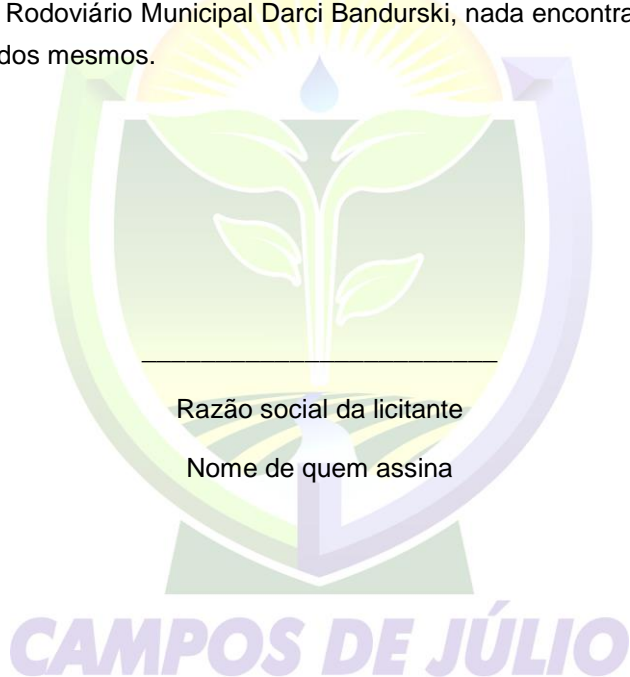 Rodoviário Municipal Darci Bandurski, nada encontra
dos mesmos.
________________________
Razão social da licitante
Nome de quem assina
CAMPOS DE JÚLIO